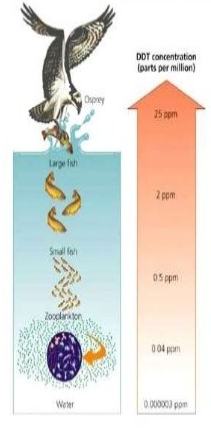 DDT concentration
(parts per million)
Osprey
25 ppm
Large fish
2 ppm
Small fish
0.5 ppm
Zooplankton
0.04 ppm
Water
0.000003 ppm